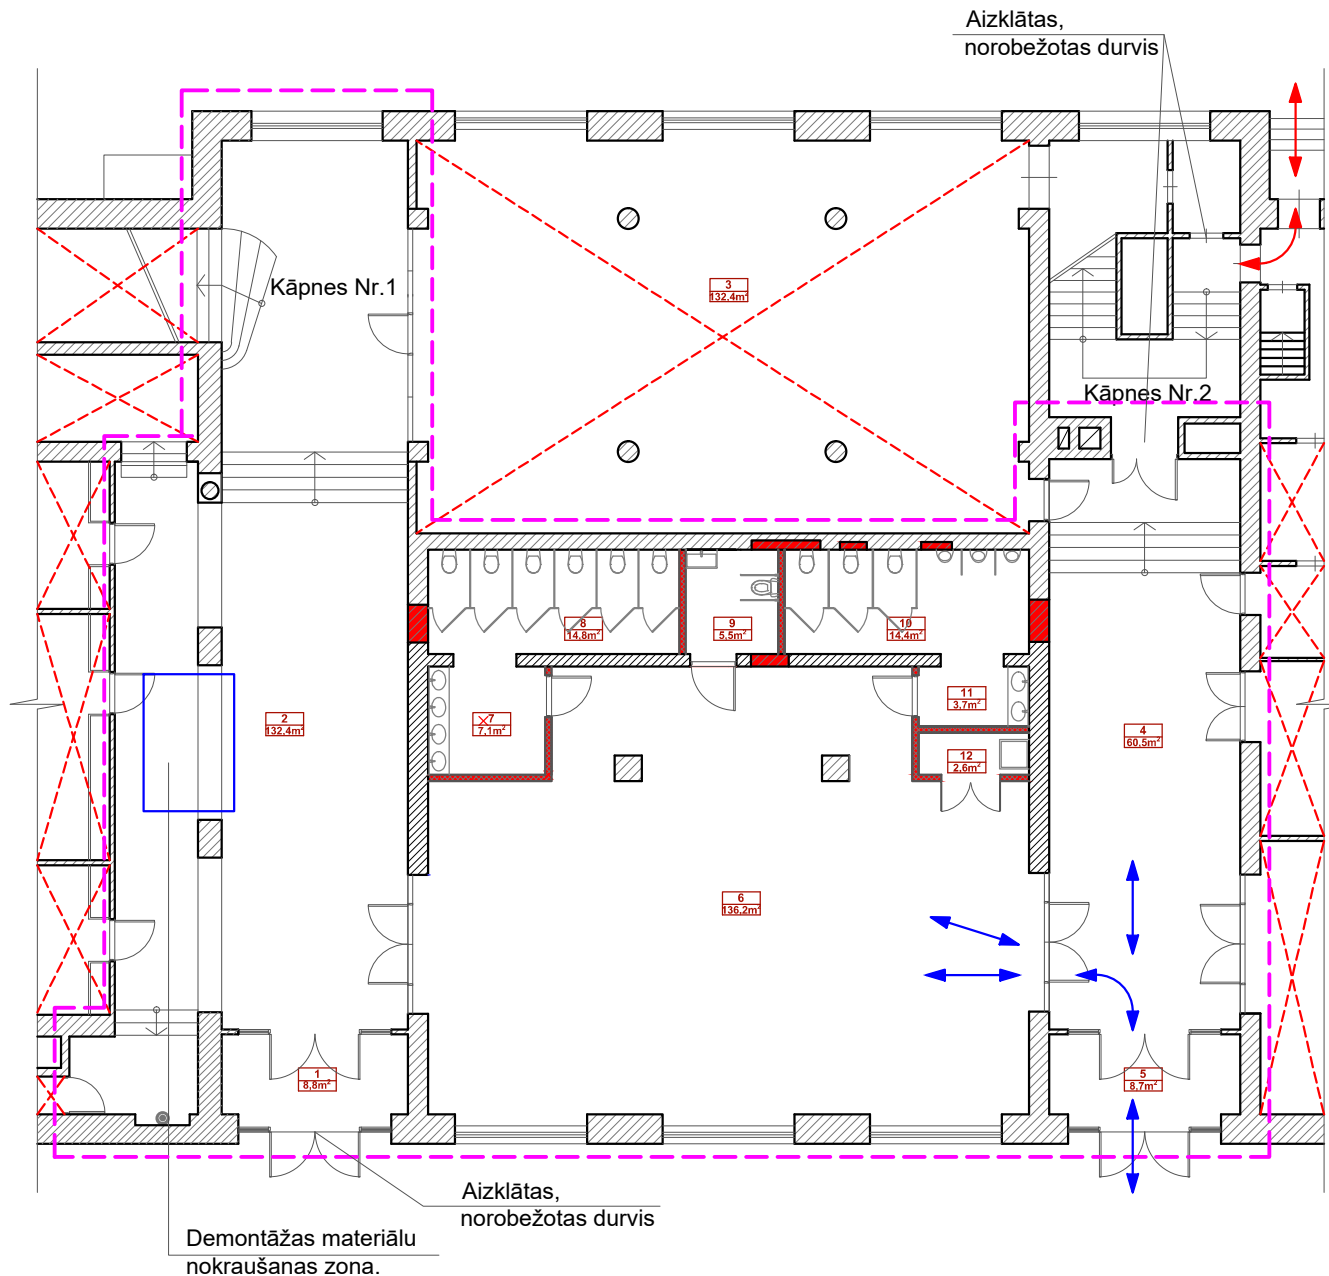 Aizklātas,
norobežotas durvis
Kāpnes Nr.1
3
132,4m²
Kāpnes Nr.2
8
14,8m²
9
5,5m²
10
14,4m²
2
132,4m²
7
7,1m²
11
3,7m²
12
2,6m²
4
60,5m²
6
136,2m²
1
8,8m²
5
8,7m²
Aizklātas,
norobežotas durvis
Demontāžas materiālu
nokraušanas zona.